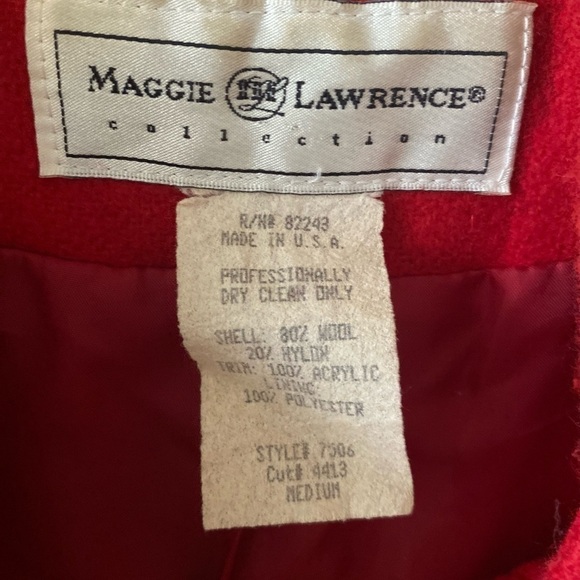 MAGGIE LAWRENCE®
collection
R/N# 82243
MADE IN U.S.A.
PROFESSIONALLY
DRY CLEAN ONLY
SHELL: 80% WOOL
20% NYLON
TRIM: 100% ACRYLIC
LINING
100% POLYESTER
STYLE# 7506
Cut# 4413
MEDIUM